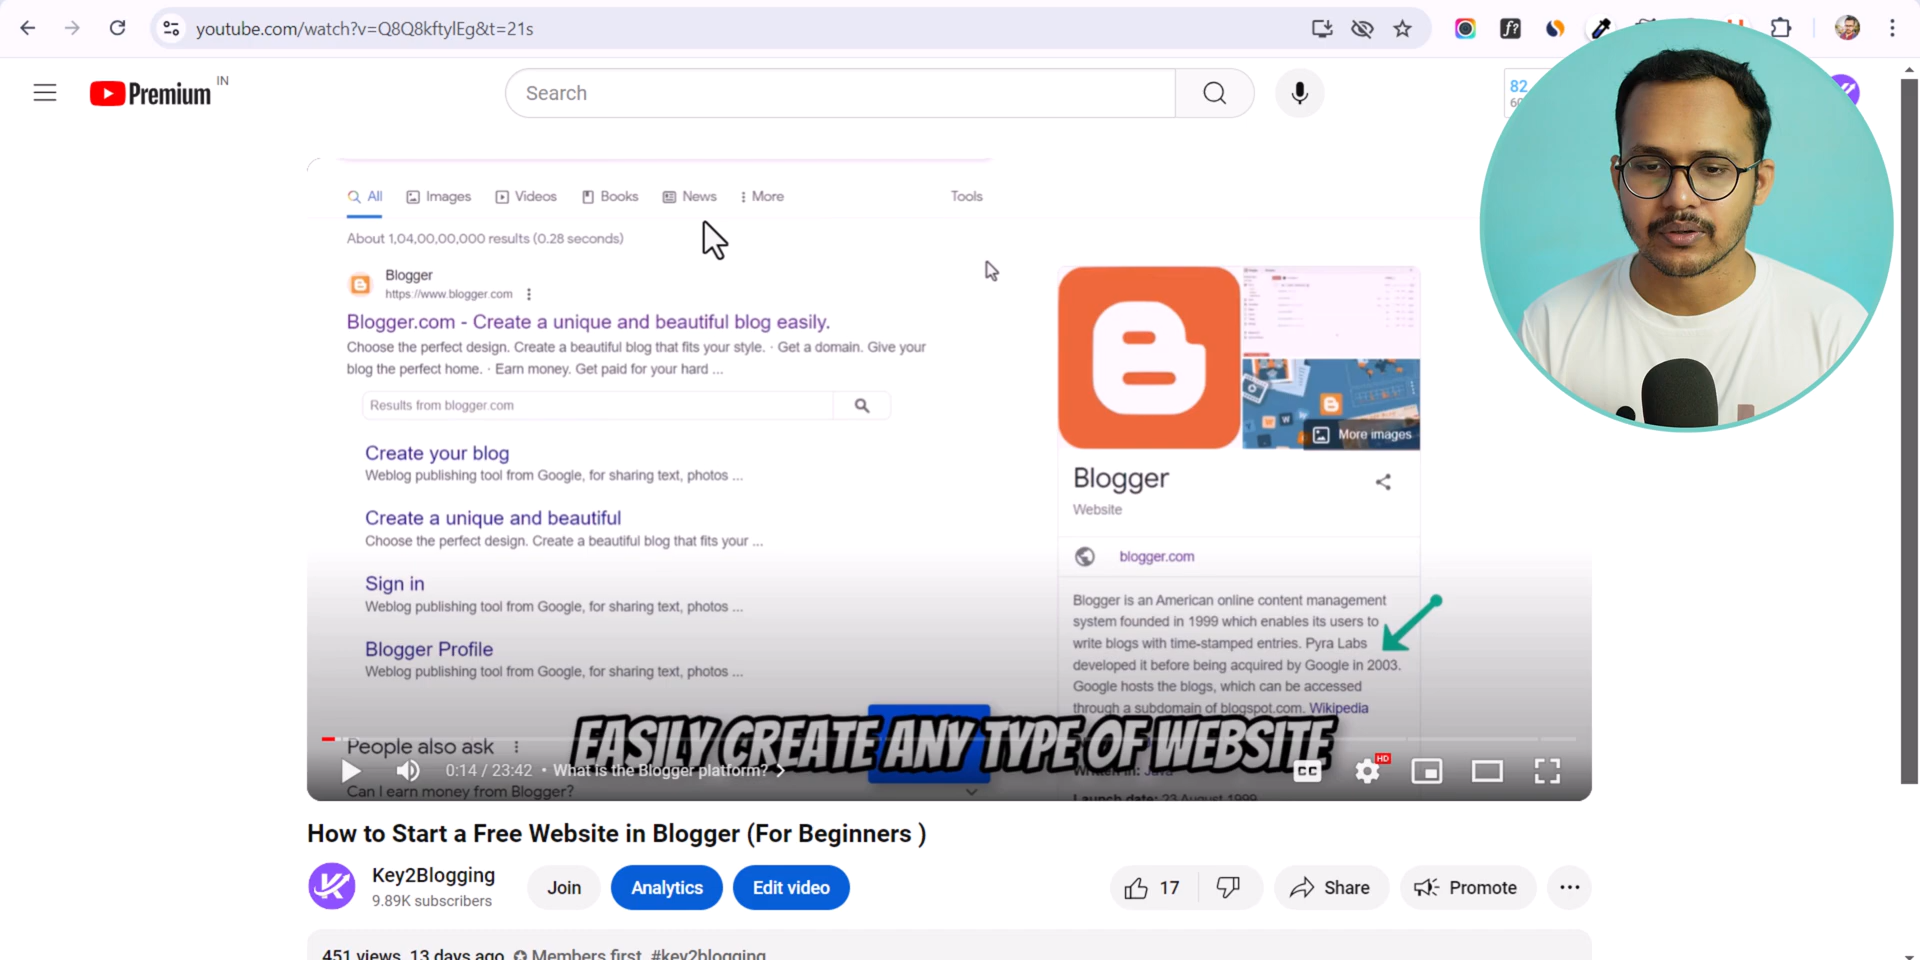 youtube.com/watch?v=Q8Q8kftylEg&t=21s
Premium IN
Search
82
All Images Videos Books News More Tools
About 1,04,00,00,000 results (0.28 seconds)
Blogger
https://www.blogger.com
Blogger.com - Create a unique and beautiful blog easily.
Choose the perfect design. Create a beautiful blog that fits your style. · Get a domain. Give your
blog the perfect home. · Earn money. Get paid for your hard ...
Results from blogger.com
Create your blog
Weblog publishing tool from Google, for sharing text, photos ...
Create a unique and beautiful
Choose the perfect design. Create a beautiful blog that fits your ...
Sign in
Weblog publishing tool from Google, for sharing text, photos ...
Blogger Profile
Weblog publishing tool from Google, for sharing text, photos ...
People also ask
Can I earn money from Blogger?
More images
Blogger
Website
blogger.com
Blogger is an American online content management
system founded in 1999 which enables its users to
write blogs with time-stamped entries. Pyra Labs
developed it before being acquired by Google in 2003.
Google hosts the blogs, which can be accessed
through a subdomain of blogspot.com. Wikipedia
Launch date: 23 August 1999
EASILY CREATE ANY TYPE OF WEBSITE
0:14 / 23:42 • What is the Blogger platform?
CC HD
How to Start a Free Website in Blogger (For Beginners )
Key2Blogging
9.89K subscribers
Join Analytics Edit video 17 Share Promote
451 views 13 days ago Members first #key2blogging